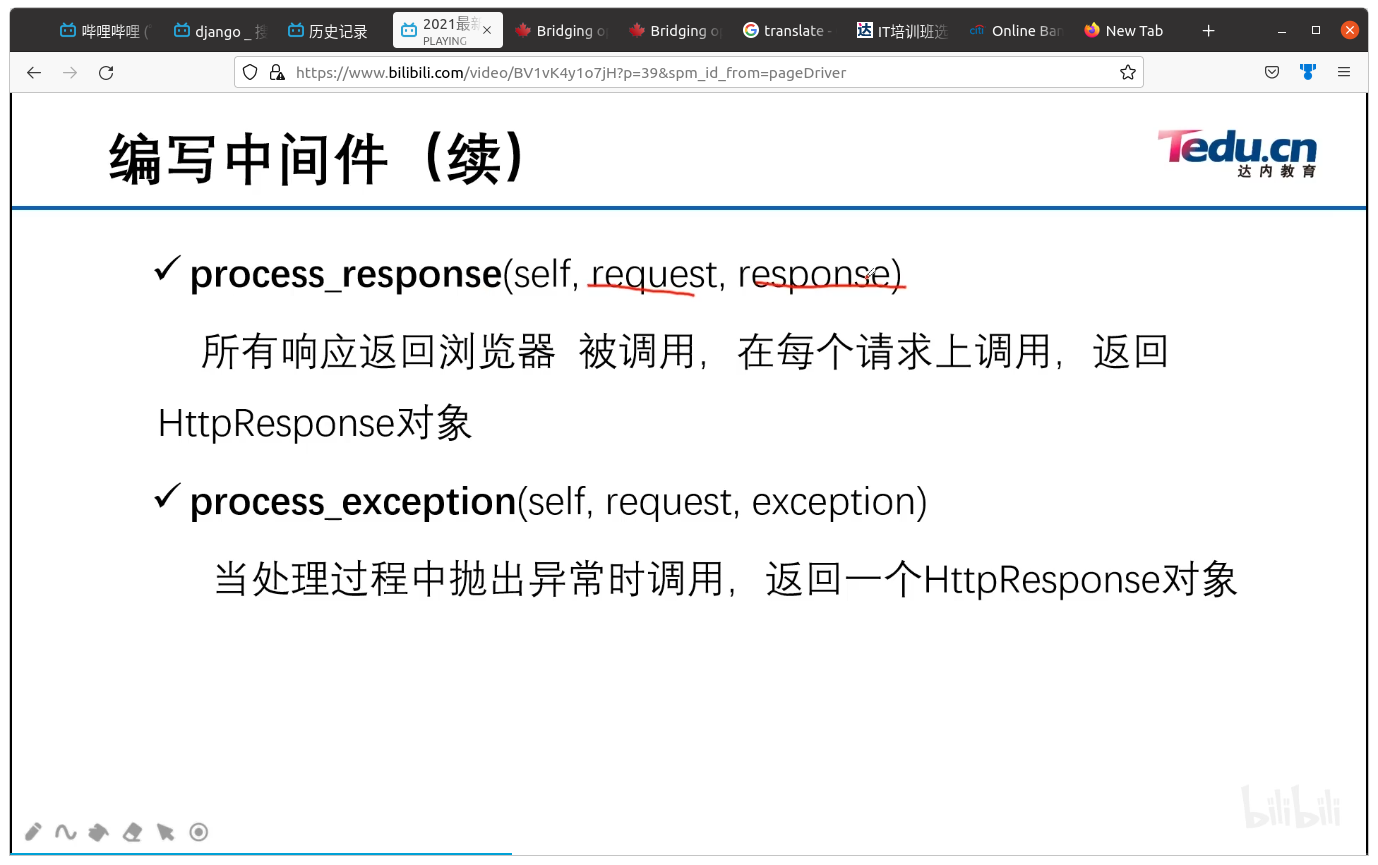 哔哩哔哩 (
django _ 搜
历史记录
2021最新
PLAYING
Bridging op
Bridging op
translate -
IT培训班选
citi Online Ban
New Tab
https://www.bilibili.com/video/BV1vK4y1o7jH?p=39&spm_id_from=pageDriver
编写中间件（续）
Tedu.cn
达内教育
✓ process_response(self, request, response)
所有响应返回浏览器 被调用，在每个请求上调用，返回
HttpResponse对象
✓ process_exception(self, request, exception)
当处理过程中抛出异常时调用，返回一个HttpResponse对象
bilibili